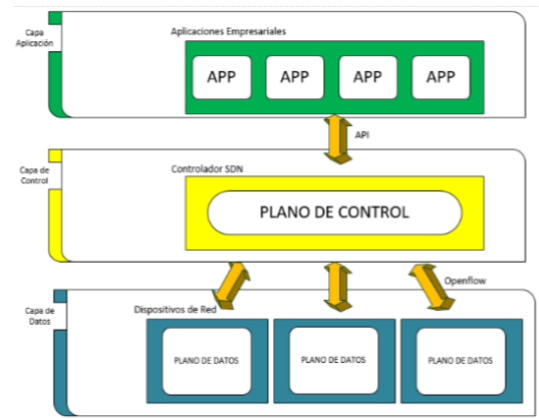 Capa
Aplicación
Aplicaciones Empresariales
APP
APP
APP
APP
API
Capa de
Control
Controlador SDN
PLANO DE CONTROL
Openflow
Capa de
Datos
Dispositivos de Red
PLANO DE DATOS
PLANO DE DATOS
PLANO DE DATOS